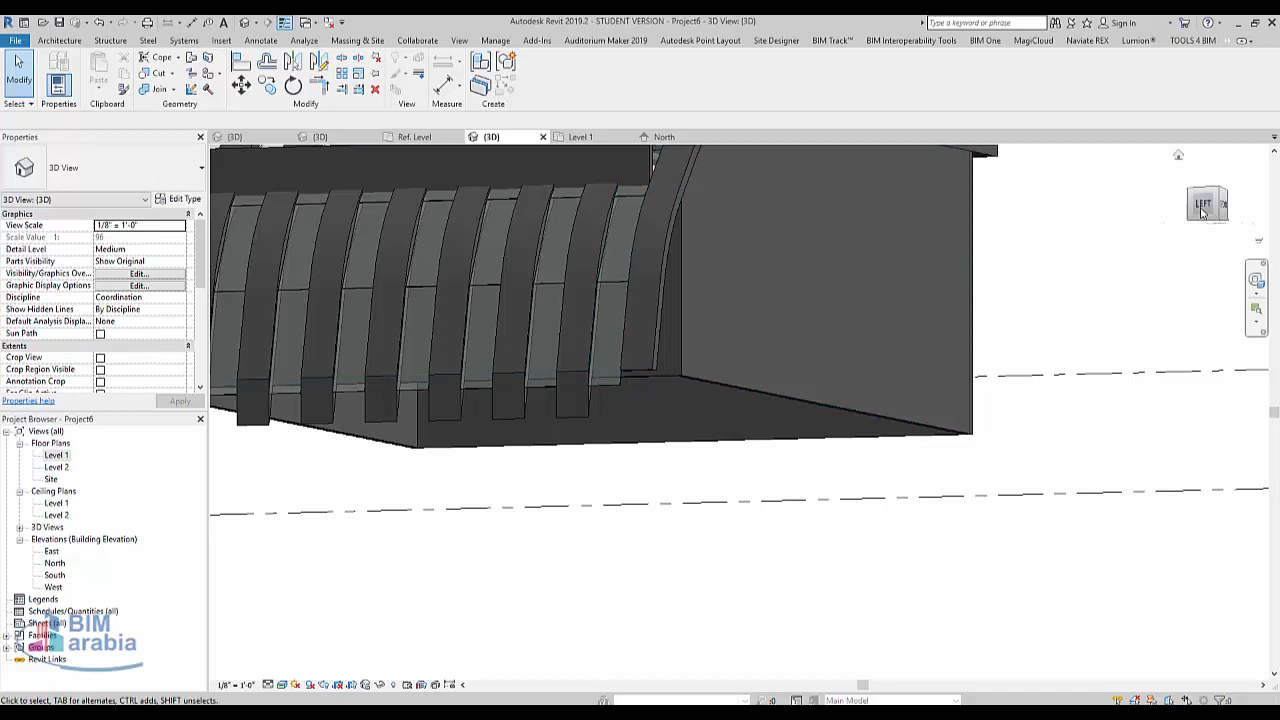 Autodesk Revit 2019.2 - STUDENT VERSION - Project6 - 3D View: {3D}
Type a keyword or phrase
Sign In
File Architecture Structure Steel Systems Insert Annotate Analyze Massing & Site Collaborate View Manage Add-Ins Auditorium Maker 2019 Autodesk Point Layout Site Designer BIM Track™ BIM Interoperability Tools BIM One MagiCloud Naviate REX Lumion® TOOLS 4 BIM
Modify Paste Cope
Cut
Join
Select Properties Clipboard Geometry Modify View Measure Create
Properties
{3D} {3D} Ref. Level {3D} Level 1 North
3D View
3D View: {3D} Edit Type
Graphics
View Scale 1/8" = 1'-0"
Scale Value 1: 96
Detail Level Medium
Parts Visibility Show Original
Visibility/Graphics Ove... Edit...
Graphic Display Options Edit...
Discipline Coordination
Show Hidden Lines By Discipline
Default Analysis Displa... None
Sun Path
Extents
Crop View
Crop Region Visible
Annotation Crop
Properties help Apply
Project Browser - Project6
Views (all)
Floor Plans
Level 1
Level 2
Site
Ceiling Plans
Level 1
Level 2
3D Views
Elevations (Building Elevation)
East
North
South
West
Legends
Schedules/Quantities (all)
Sheets (all)
Families
Groups
Revit Links
BIM
arabia
LEFT
1/8" = 1'-0"
Click to select, TAB for alternates, CTRL adds, SHIFT unselects.
:0 Main Model :0